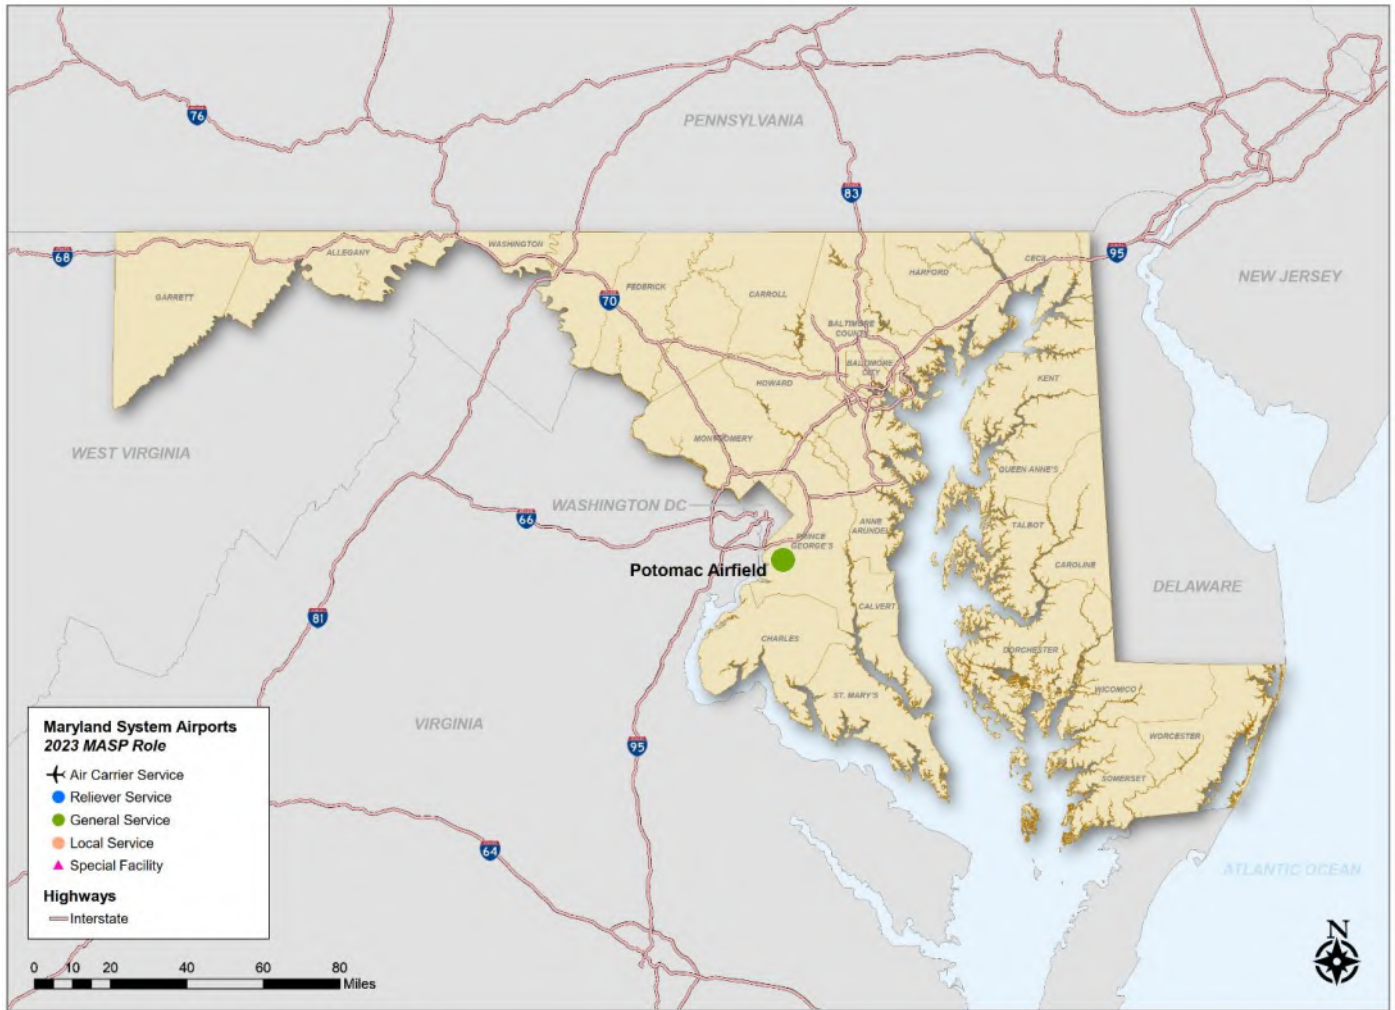 76
PENNSYLVANIA
83
68
ALLEGANY
WASHINGTON
95
HARFORD
CECIL
NEW JERSEY
GARRETT
70
FEDERICK
CARROLL
BALTIMORE
COUNTY
BALTIMORE
CITY
HOWARD
KENT
MONTGOMERY
WEST VIRGINIA
QUEEN ANNE'S
WASHINGTON DC
66
ANNE
ARUNDEL
TALBOT
PRINCE
GEORGE'S
Potomac Airfield
CAROLINE
DELAWARE
81
CALVERT
CHARLES
DORCHESTER
ST. MARY'S
WICOMICO
VIRGINIA
95
WORCESTER
SOMERSET
Maryland System Airports
2023 MASP Role
Air Carrier Service
Reliever Service
General Service
Local Service
Special Facility
Highways
Interstate
64
ATLANTIC OCEAN
N
0 10 20 40 60 80
Miles